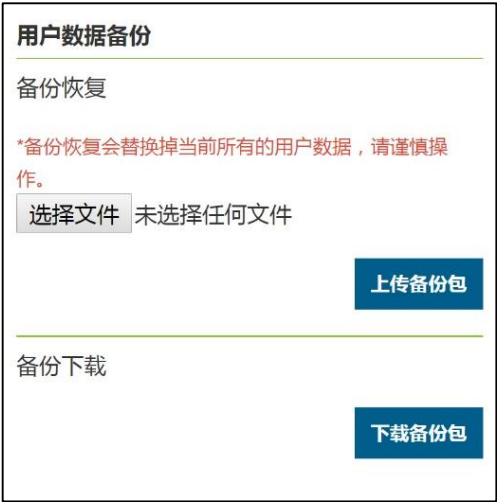 用户数据备份
备份恢复
*备份恢复会替换掉当前所有的用户数据，请谨慎操
作。
选择文件 未选择任何文件
上传备份包
备份下载
下载备份包